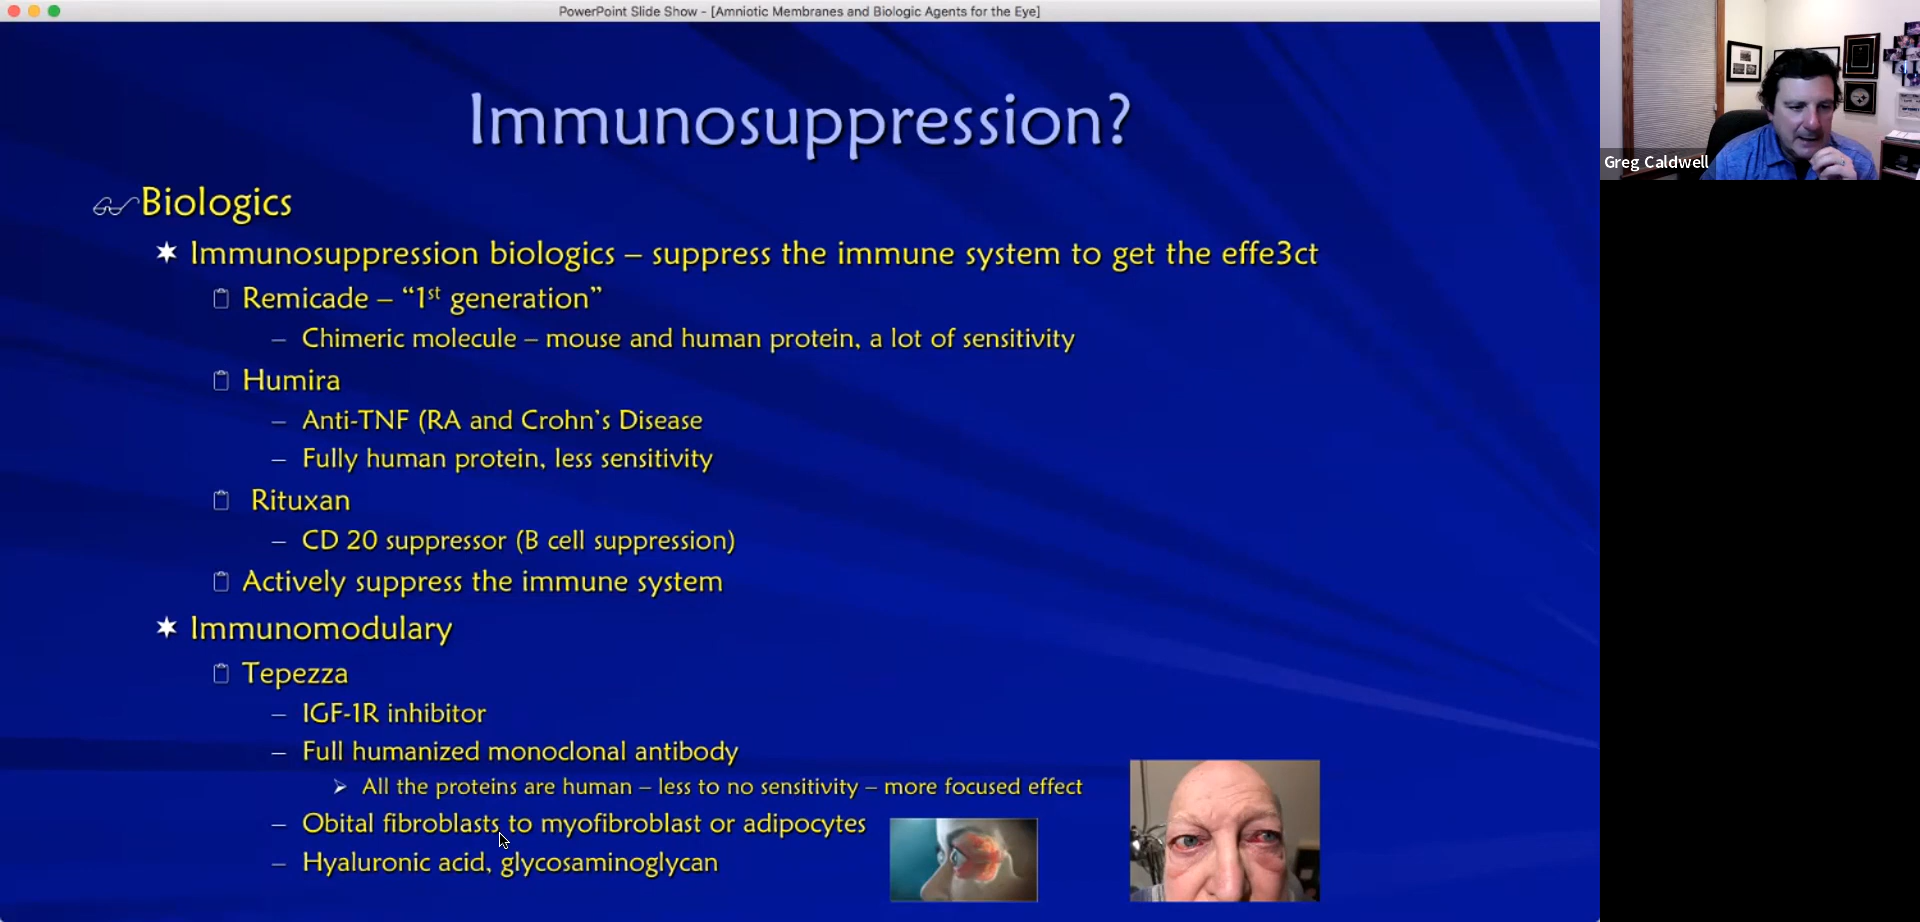 PowerPoint Slide Show - [Amniotic Membranes and Biologic Agents for the Eye]
Immunosuppression?
Biologics
Immunosuppression biologics – suppress the immune system to get the effe3ct
Remicade – “1st generation”
– Chimeric molecule – mouse and human protein, a lot of sensitivity
Humira
– Anti-TNF (RA and Crohn’s Disease
– Fully human protein, less sensitivity
Rituxan
– CD 20 suppressor (B cell suppression)
Actively suppress the immune system
Immunomodulary
Tepezza
– IGF-1R inhibitor
– Full humanized monoclonal antibody
All the proteins are human – less to no sensitivity – more focused effect
– Obital fibroblasts to myofibroblast or adipocytes
– Hyaluronic acid, glycosaminoglycan
Greg Caldwell